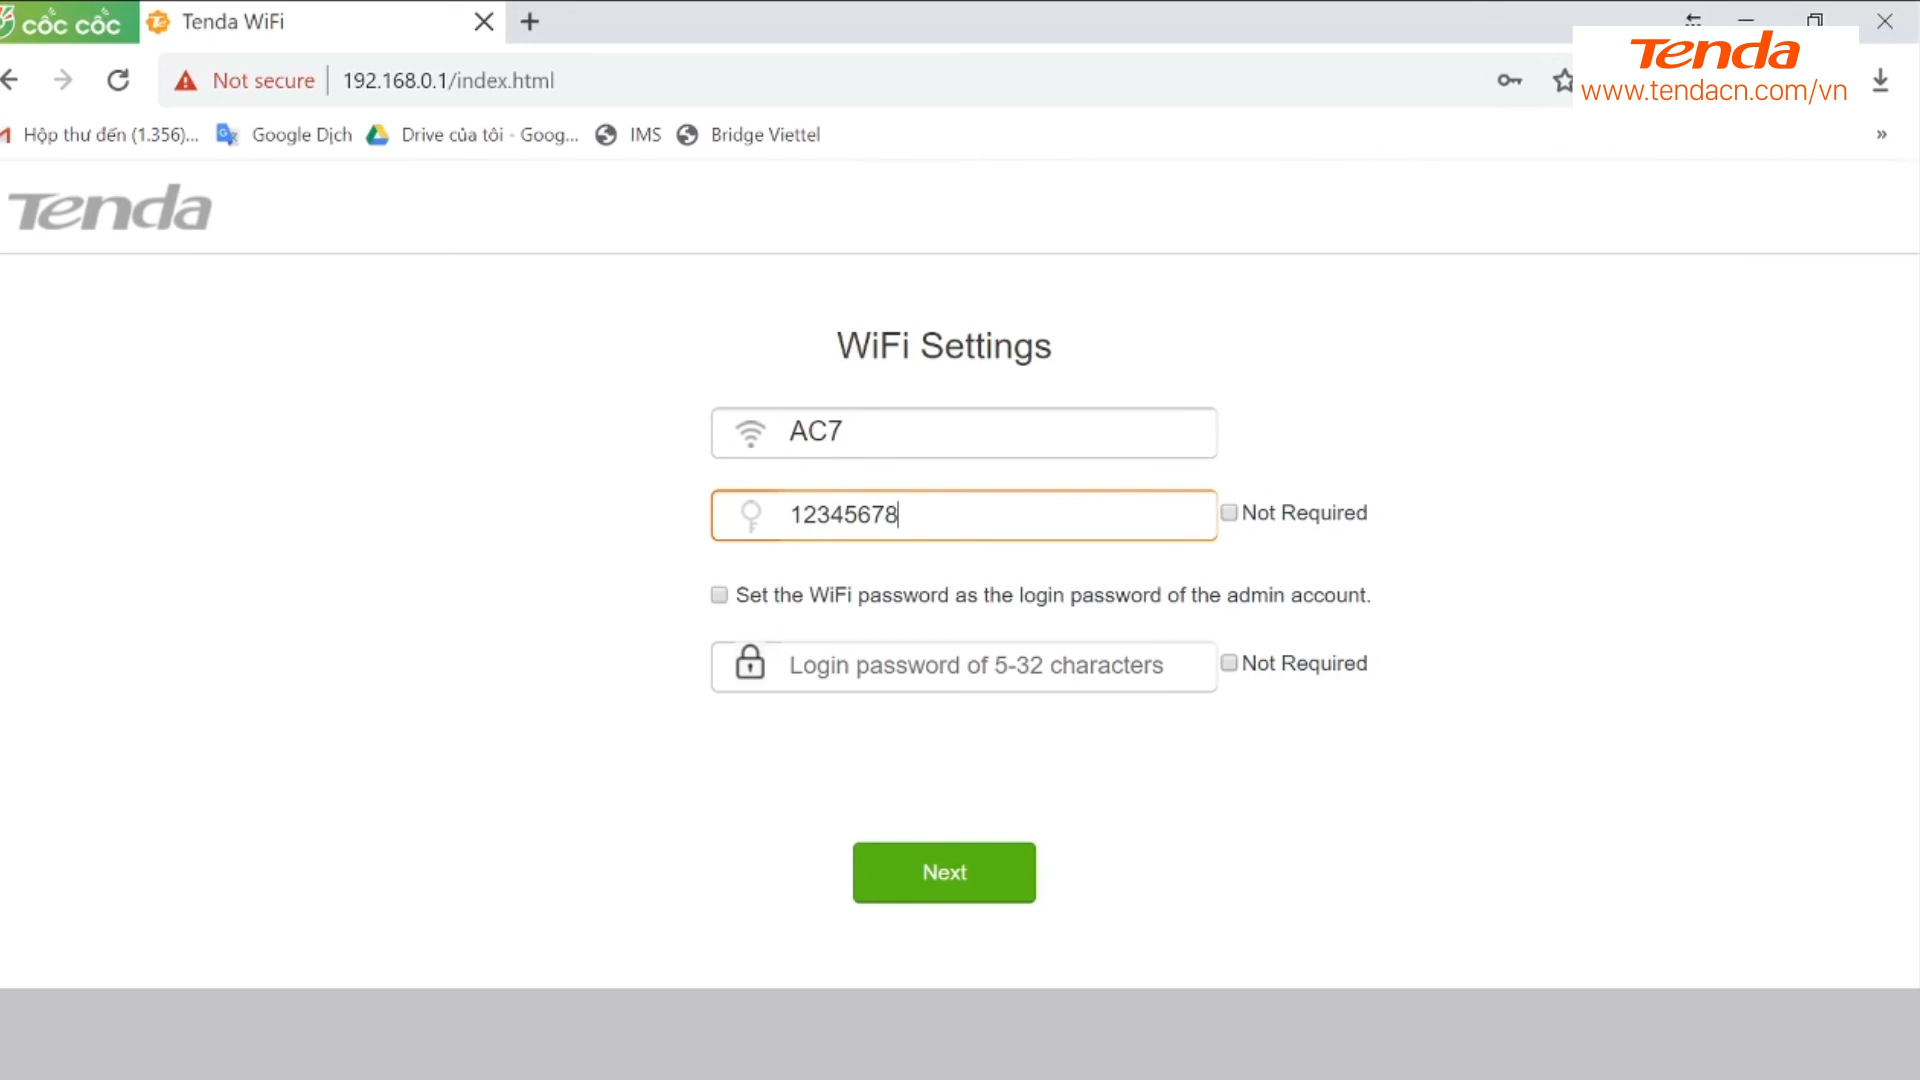 cốc cốc
Tenda WiFi
Tenda
www.tendacn.com/vn
Not secure
192.168.0.1/index.html
Hộp thư đến (1.356)...
Google Dịch
Drive của tôi - Goog...
IMS
Bridge Viettel
»
Tenda
WiFi Settings
AC7
12345678
Not Required
Set the WiFi password as the login password of the admin account.
Login password of 5-32 characters
Not Required
Next